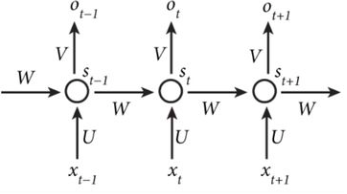 o_{t-1} o_t o_{t+1}
V V V
W s_{t-1} s_t s_{t+1}
W W W
U U U
x_{t-1} x_t x_{t+1}